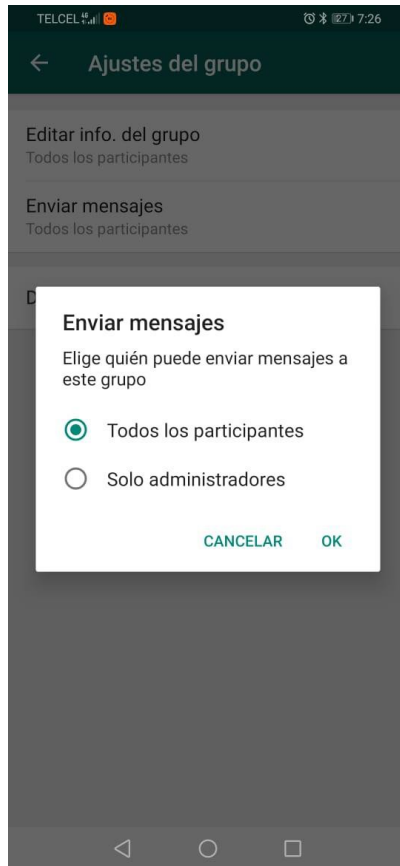 TELCEL 7:26
Ajustes del grupo
Editar info. del grupo
Todos los participantes
Enviar mensajes
Todos los participantes
D
Enviar mensajes
Elige quién puede enviar mensajes a
este grupo
Todos los participantes
Solo administradores
CANCELAR OK